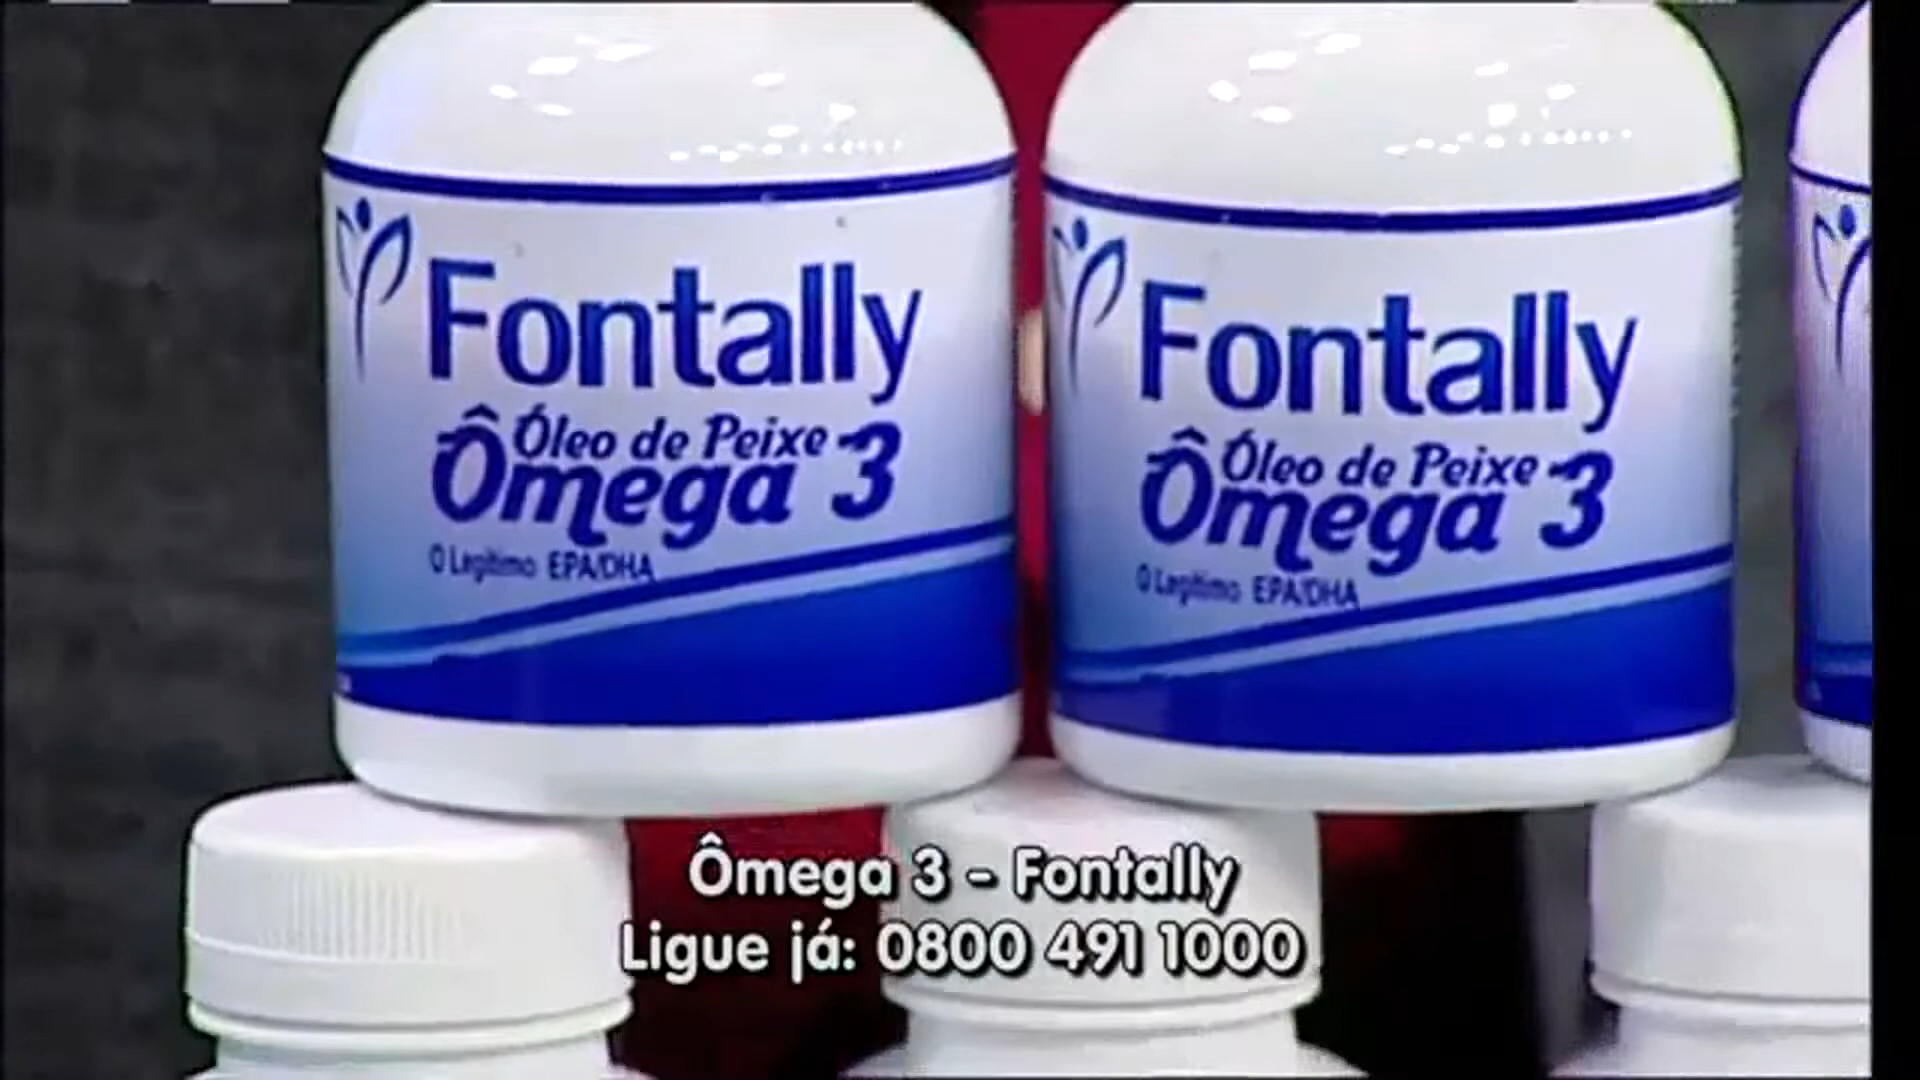 Fontally
Óleo de Peixe
Ômega 3
O Legítimo EPA/DHA
Fontally
Óleo de Peixe
Ômega 3
O Legítimo EPA/DHA
Ômega 3 - Fontally
Ligue já: 0800 491 1000